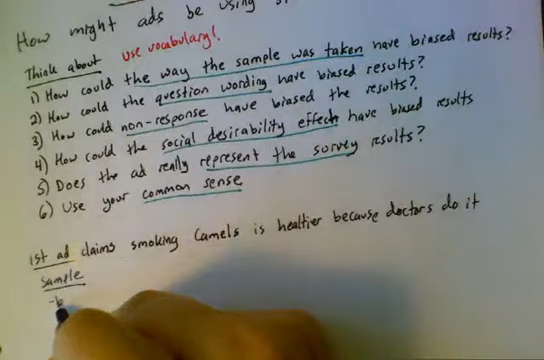 How might ads be using
Think about use vocabulary!
1) How could the way the sample was taken have biased results?
2) How could the question wording have biased results?
3) How could non-response have biased the results?
4) How could the social desirability effect have biased results
5) Does the ad really represent the survey results?
6) Use your common sense
1st ad claims smoking Camels is healtier because doctors do it
Sample
-b